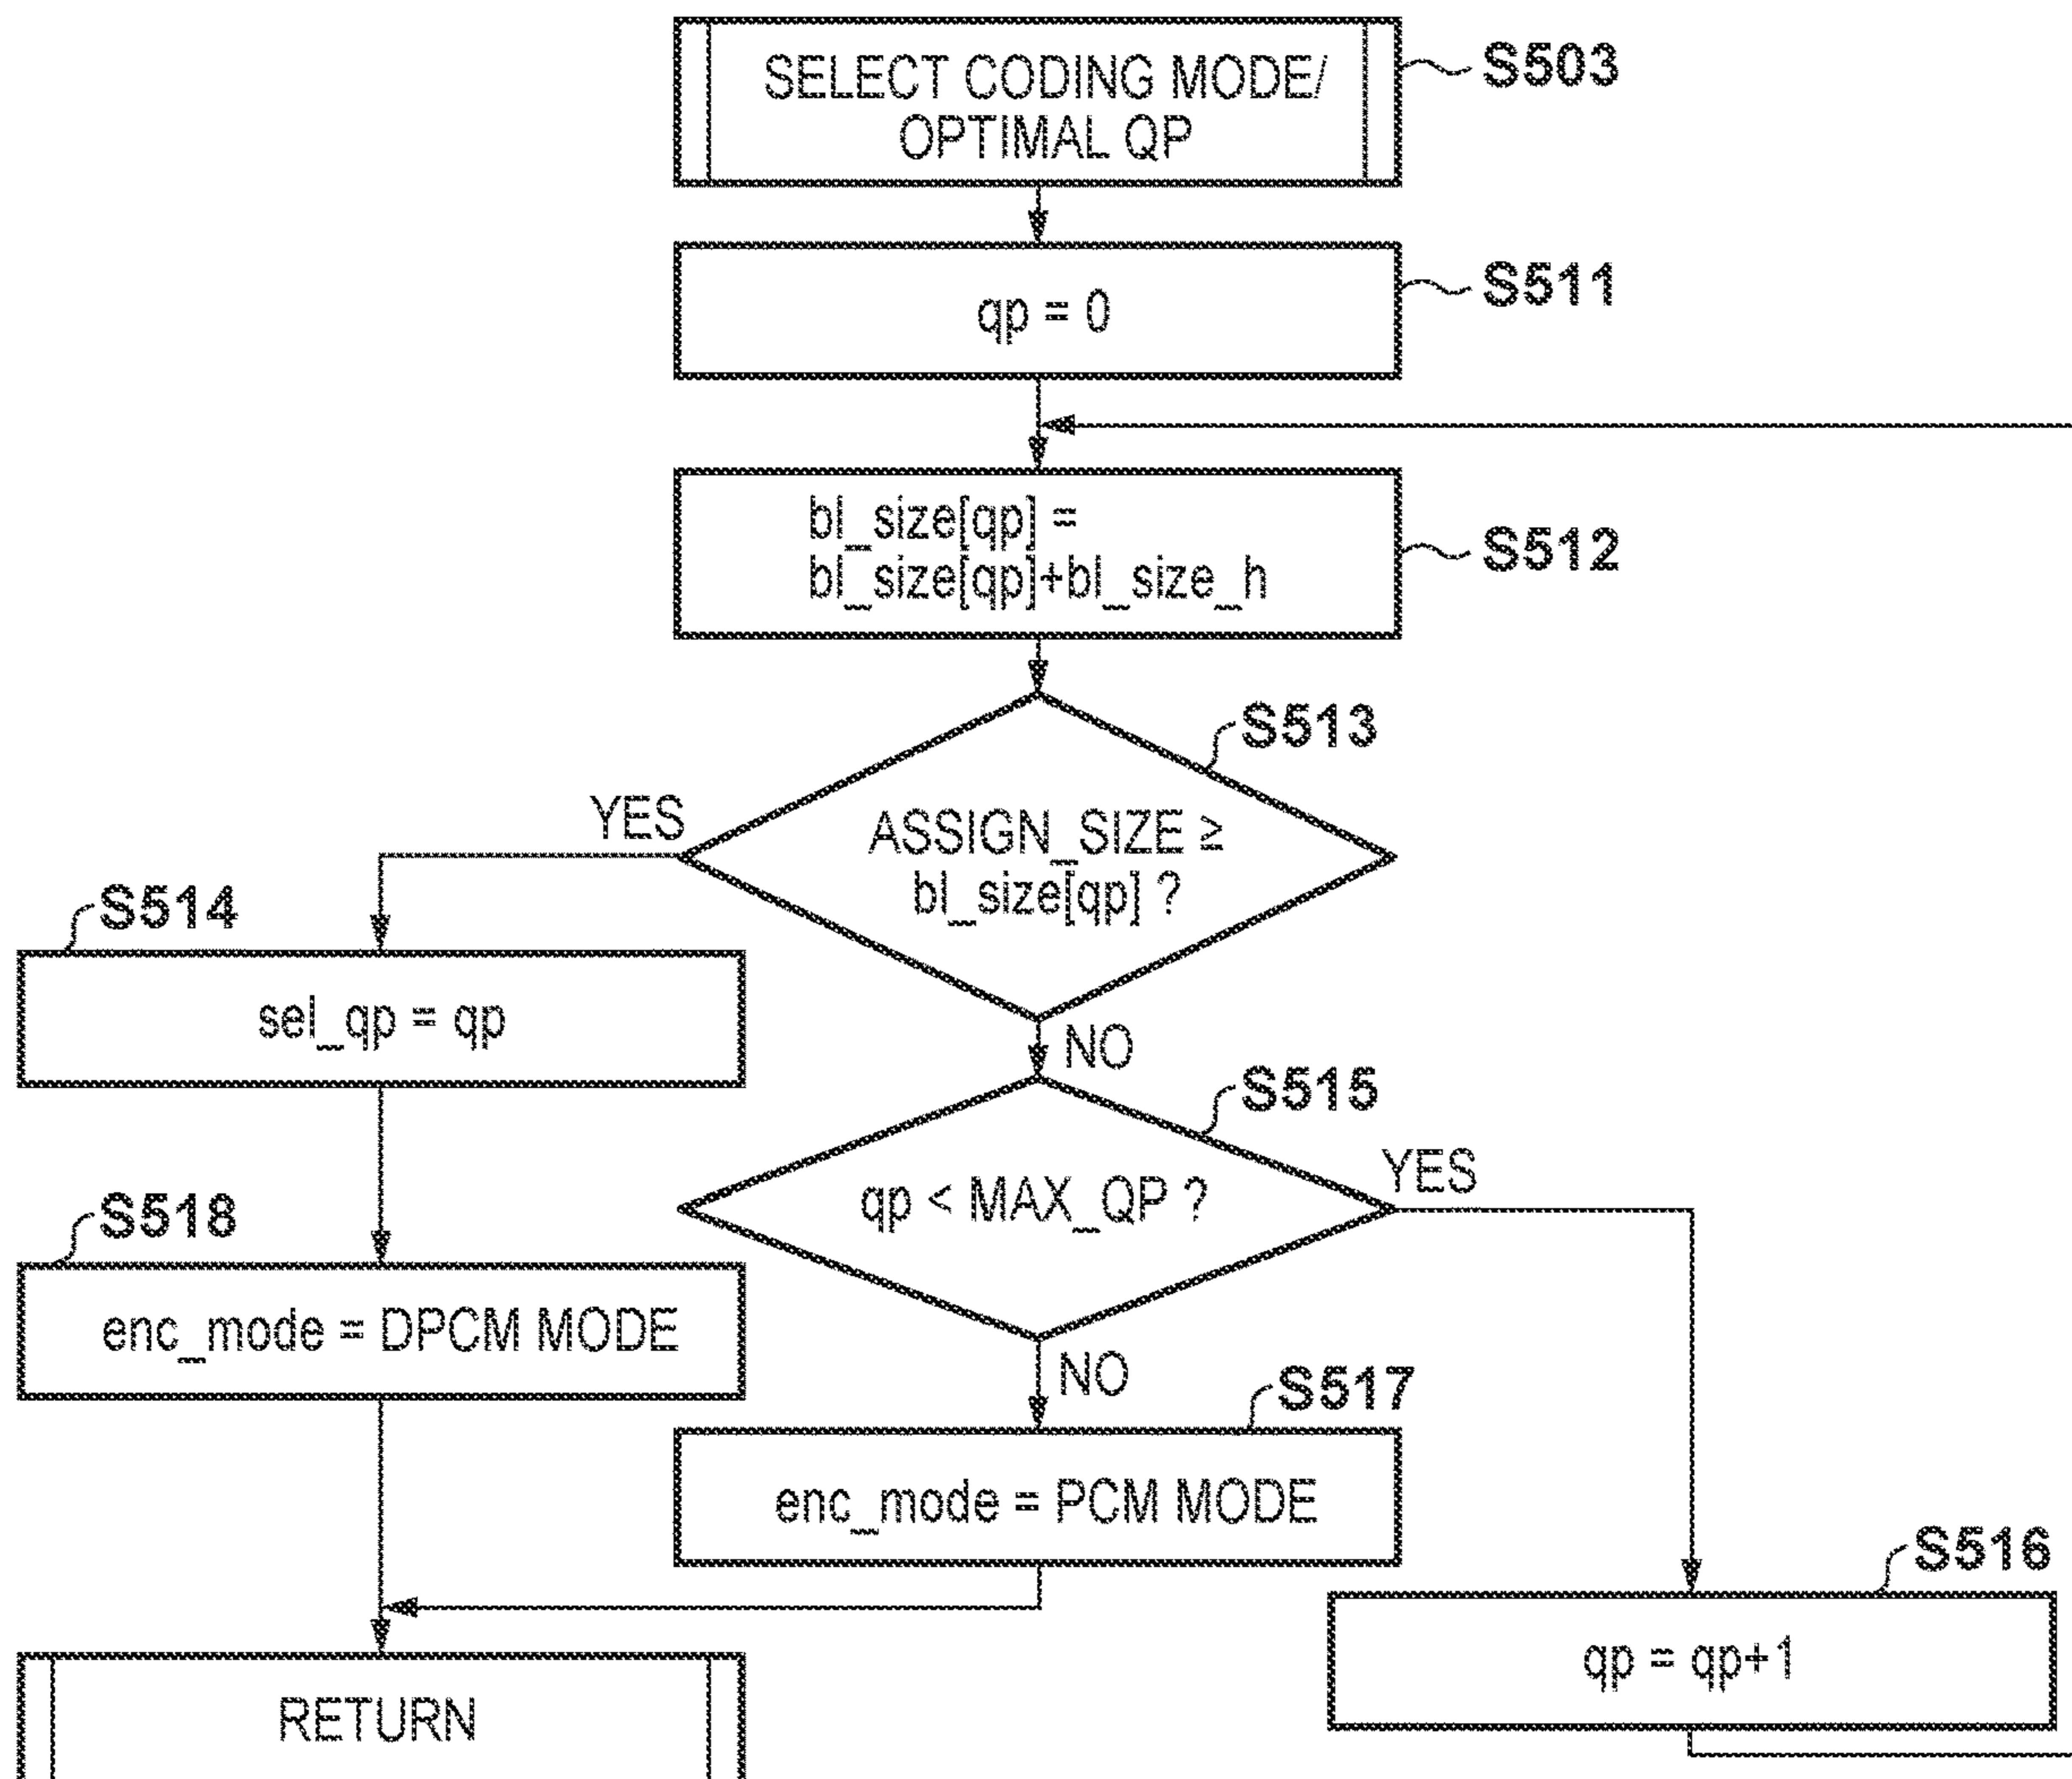 SELECT CODING MODE/
OPTIMAL QP
S503
qp = 0
S511
bl_size[qp] =
bl_size[qp]+bl_size_h
S512
S513
ASSIGN_SIZE ≥
bl_size[qp] ?
YES
NO
S514
sel_qp = qp
S515
qp < MAX_QP ?
YES
NO
S518
enc_mode = DPCM MODE
S517
enc_mode = PCM MODE
S516
qp = qp+1
RETURN